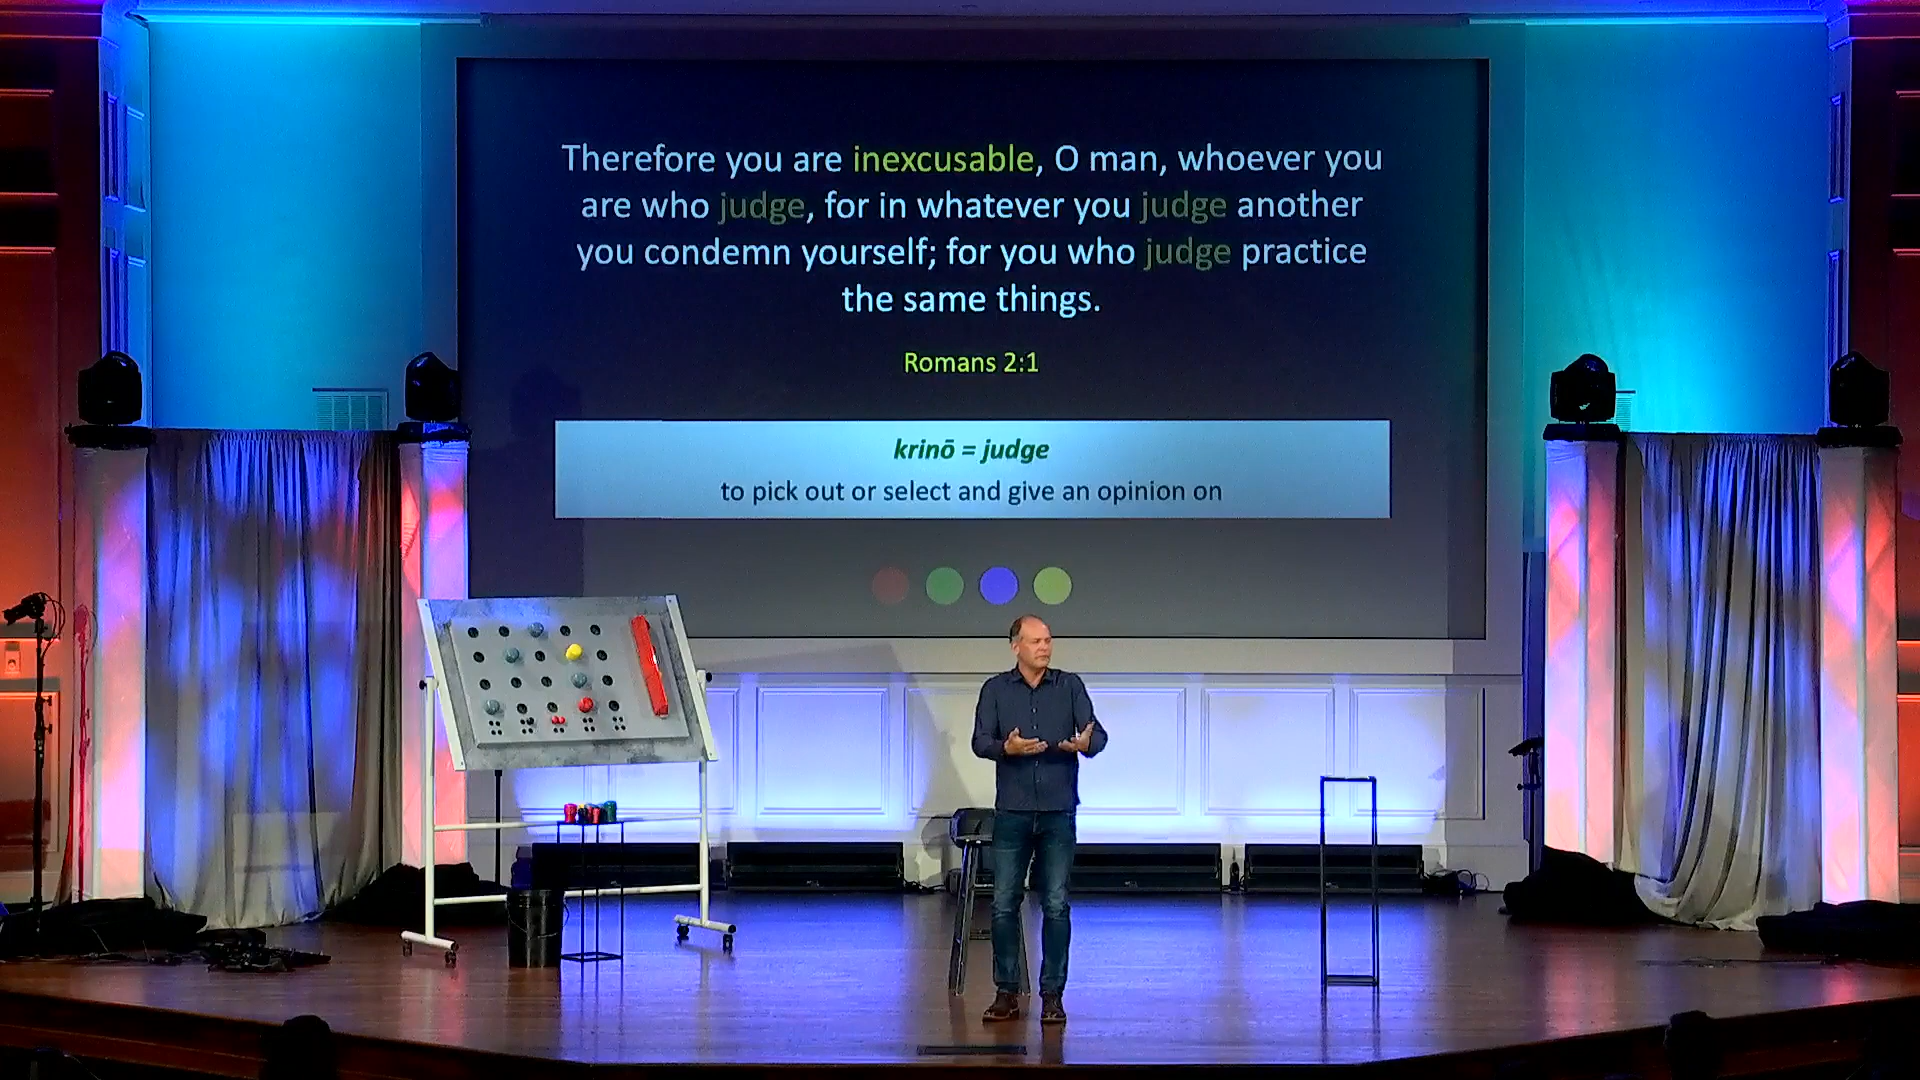 Therefore you are inexcusable, O man, whoever you
are who judge, for in whatever you judge another
you condemn yourself; for you who judge practice
the same things.
Romans 2:1
krinō = judge
to pick out or select and give an opinion on